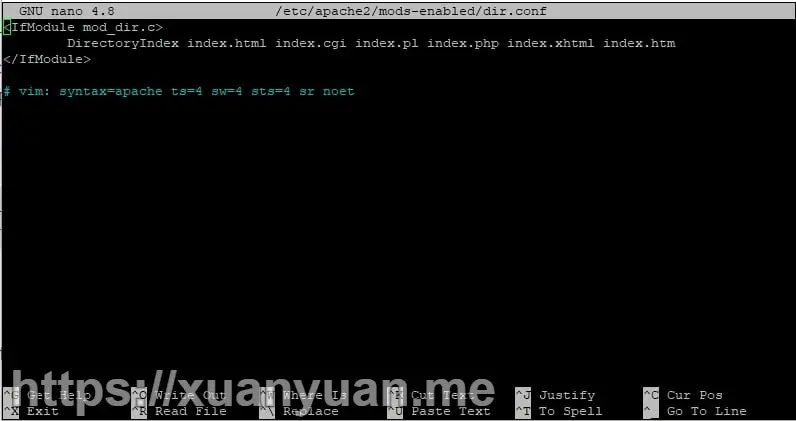 GNU nano 4.8 /etc/apache2/mods-enabled/dir.conf
<IfModule mod_dir.c>
DirectoryIndex index.html index.cgi index.pl index.php index.xhtml index.htm
</IfModule>
# vim: syntax=apache ts=4 sw=4 sts=4 sr noet
https://xuanyuan.me
^G Get Help ^O Write Out ^W Where Is ^K Cut Text ^J Justify ^C Cur Pos
^X Exit ^R Read File ^\ Replace ^U Paste Text ^T To Spell ^_ Go To Line